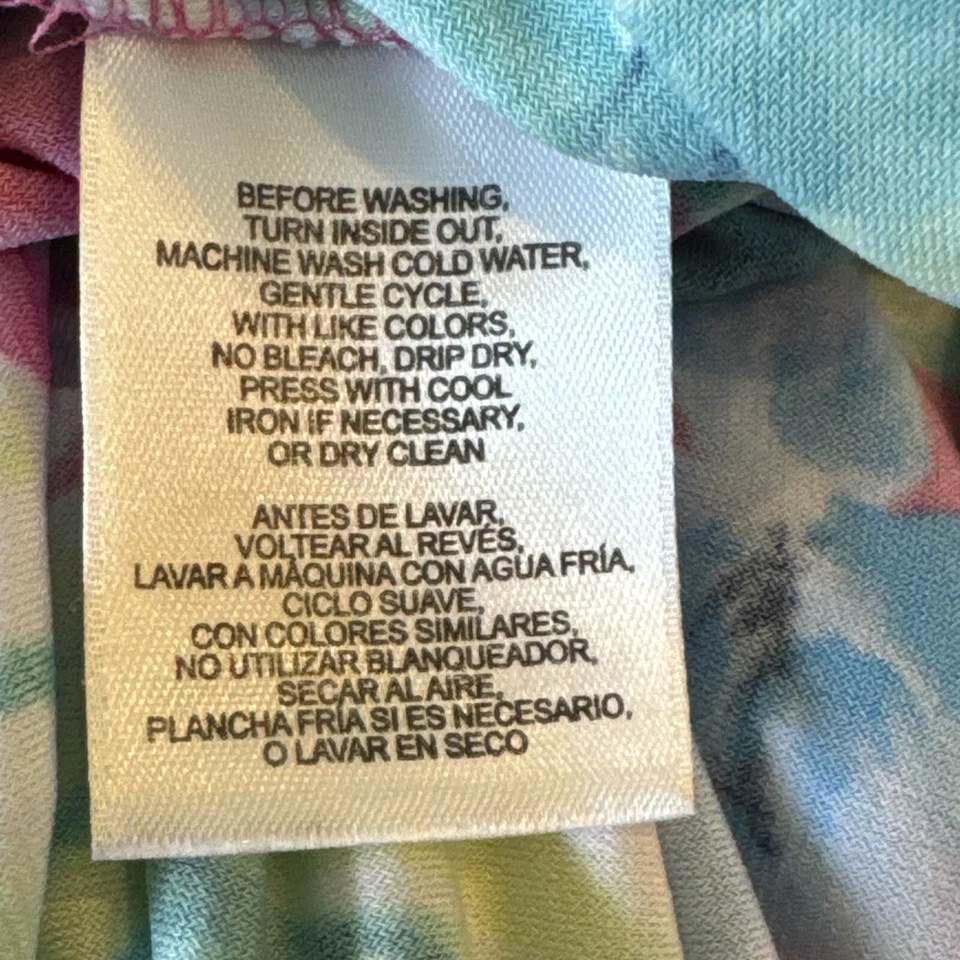 BEFORE WASHING,
TURN INSIDE OUT,
MACHINE WASH COLD WATER,
GENTLE CYCLE,
WITH LIKE COLORS,
NO BLEACH, DRIP DRY,
PRESS WITH COOL
IRON IF NECESSARY,
OR DRY CLEAN
ANTES DE LAVAR,
VOLTEAR AL REVÉS,
LAVAR A MÁQUINA CON AGUA FRÍA,
CICLO SUAVE,
CON COLORES SIMILARES,
NO UTILIZAR BLANQUEADOR,
SECAR AL AIRE,
PLANCHA FRÍA SI ES NECESARIO,
O LAVAR EN SECO